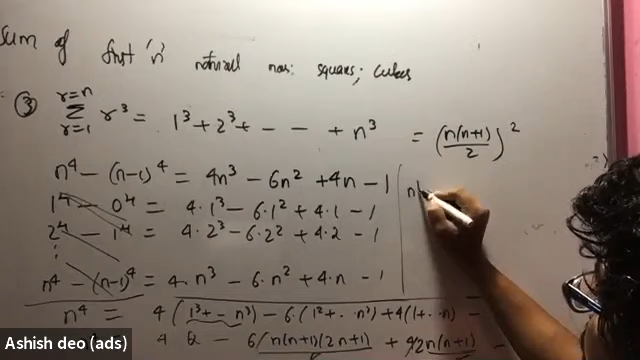 Sum of first 'n' natural nos: squares; cubes
③ r=n ∑ r=1 r³ = 1³ + 2³ + - - - + n³ = (n(n+1)/2)²
n⁴ - (n-1)⁴ = 4n³ - 6n² + 4n - 1
1⁴ - 0⁴ = 4·1³ - 6·1² + 4·1 - 1
2⁴ - 1⁴ = 4·2³ - 6·2² + 4·2 - 1
⋮
n⁴ - (n-1)⁴ = 4·n³ - 6·n² + 4·n - 1
n⁴ = 4(1³ + - n³) - 6·(1²+·· n²) + 4(1+·· n) -
4 - 6(n(n+1)(2n+1) + 4/2 n(n+1) -
Ashish deo (ads)